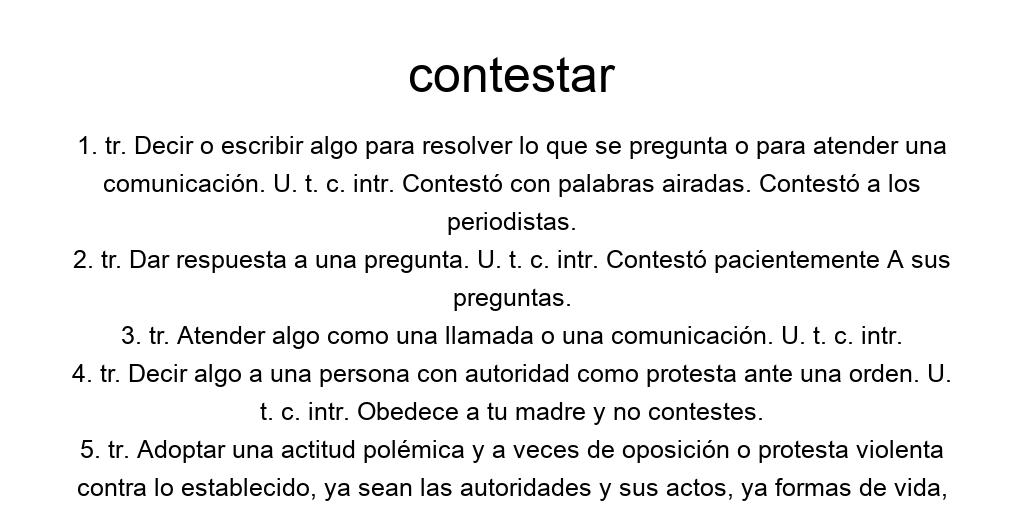 contestar
1. tr. Decir o escribir algo para resolver lo que se pregunta o para atender una
comunicación. U. t. c. intr. Contestó con palabras airadas. Contestó a los
periodistas.
2. tr. Dar respuesta a una pregunta. U. t. c. intr. Contestó pacientemente A sus
preguntas.
3. tr. Atender algo como una llamada o una comunicación. U. t. c. intr.
4. tr. Decir algo a una persona con autoridad como protesta ante una orden. U.
t. c. intr. Obedece a tu madre y no contestes.
5. tr. Adoptar una actitud polémica y a veces de oposición o protesta violenta
contra lo establecido, ya sean las autoridades y sus actos, ya formas de vida,